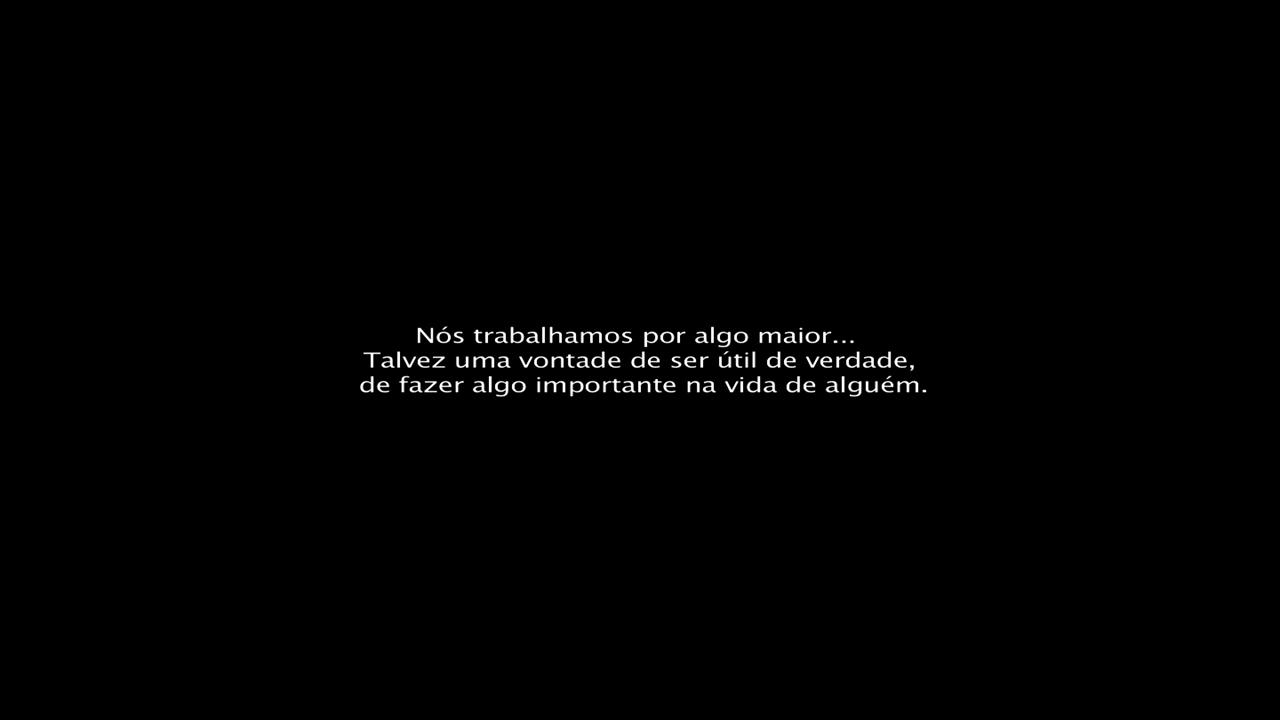 Nós trabalhamos por algo maior...
Talvez uma vontade de ser útil de verdade,
de fazer algo importante na vida de alguém.